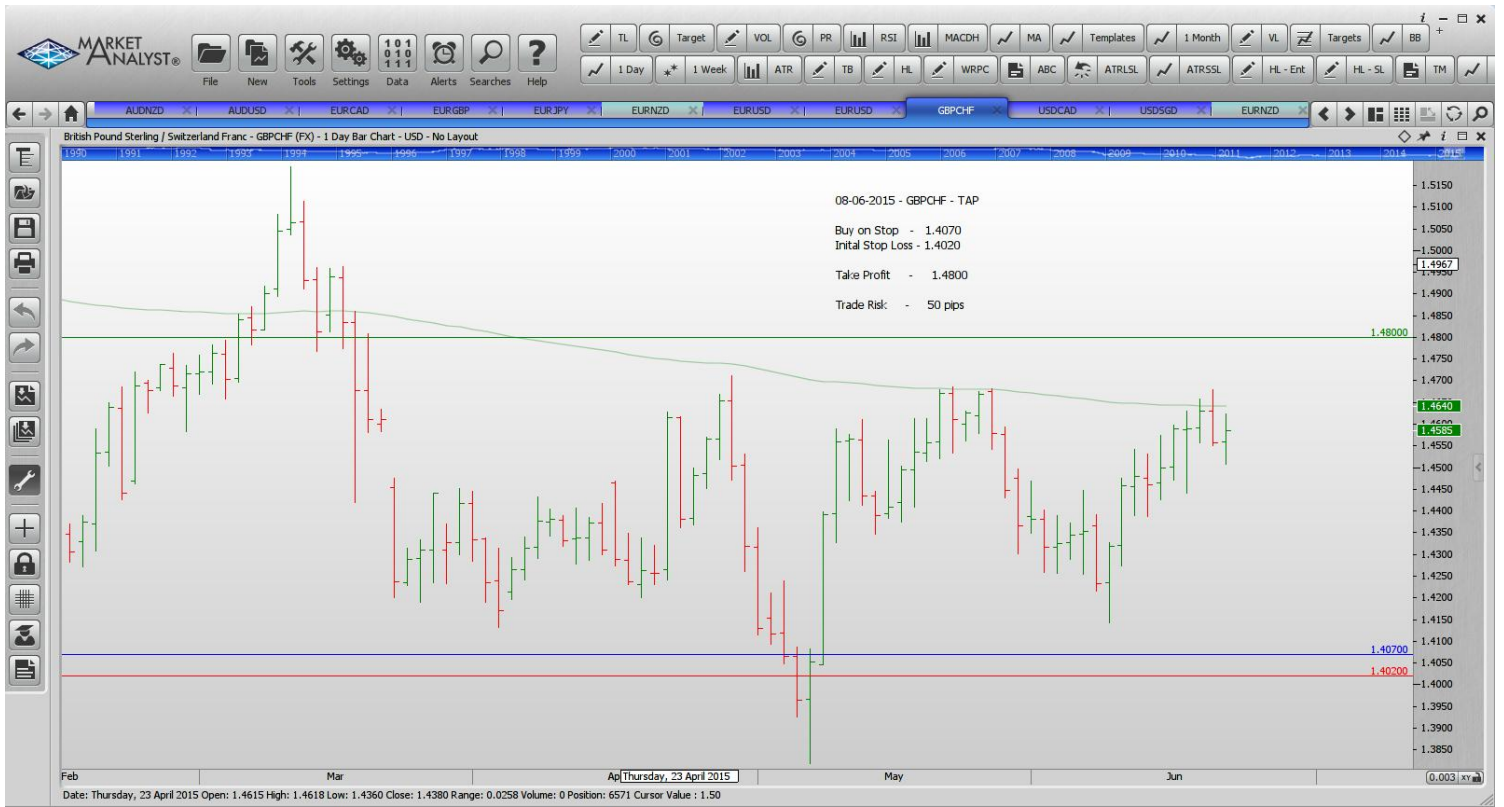 i
MARKET ANALYST®
File New Tools Settings Data Alerts Searches Help
TL Target VOL PR RSI MACDH MA Templates 1 Month VL Targets BB
1 Day 1 Week ATR TB HL WRPC ABC ATRLSL ATRSSL HL - Ent HL - SL TM
AUDNZD AUDUSD EURCAD EURGBP EURJPY EURNZD EURUSD EURUSD GBPCHF USDCAD USDSGD EURNZD
British Pound Sterling / Switzerland Franc - GBPCHF (FX) - 1 Day Bar Chart - USD - No Layout
1990 1991 1992 1993 1994 1995 1996 1997 1998 1999 2000 2001 2002 2003 2004 2005 2006 2007 2008 2009 2010 2011 2012 2013 2014 2015
08-06-2015 - GBPCHF - TAP
Buy on Stop - 1.4070
Inital Stop Loss - 1.4020
Take Profit - 1.4800
Trade Risk - 50 pips
1.5150
1.5100
1.5050
1.5000
1.4967
1.4950
1.4900
1.4850
1.48000
1.4800
1.4750
1.4700
1.4640
1.4600
1.4585
1.4550
1.4500
1.4450
1.4400
1.4350
1.4300
1.4250
1.4200
1.4150
1.4100
1.40700
1.4050
1.40200
1.4000
1.3950
1.3900
1.3850
Feb Mar Ap Thursday, 23 April 2015 May Jun 0.003 XY
Date: Thursday, 23 April 2015 Open: 1.4615 High: 1.4618 Low: 1.4360 Close: 1.4380 Range: 0.0258 Volume: 0 Position: 6571 Cursor Value : 1.50